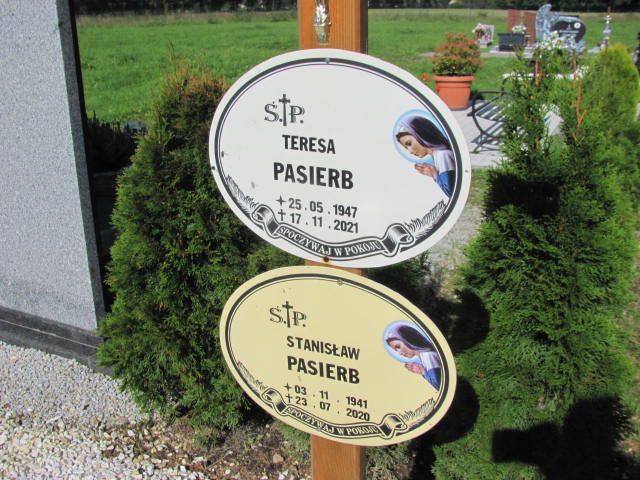 Ś.†P.
TERESA
PASIERB
25.05.1947
17.11.2021
SPOCZYWAJ W POKOJU
Ś.†P.
STANISŁAW
PASIERB
03.11.1941
23.07.2020
SPOCZYWAJ W POKOJU